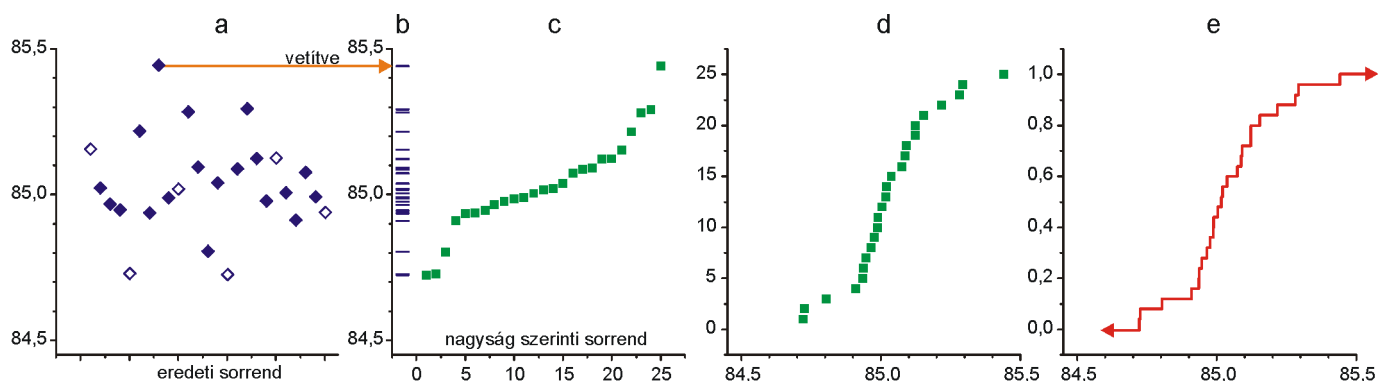 a b c d e
85,5 85,5 25 1,0
vetítve
20 0,8
15 0,6
85,0 85,0
10 0,4
5 0,2
84,5 84,5 0 0,0
nagyság szerinti sorrend
eredeti sorrend 0 5 10 15 20 25 84.5 85.0 85.5 84.5 85.0 85.5